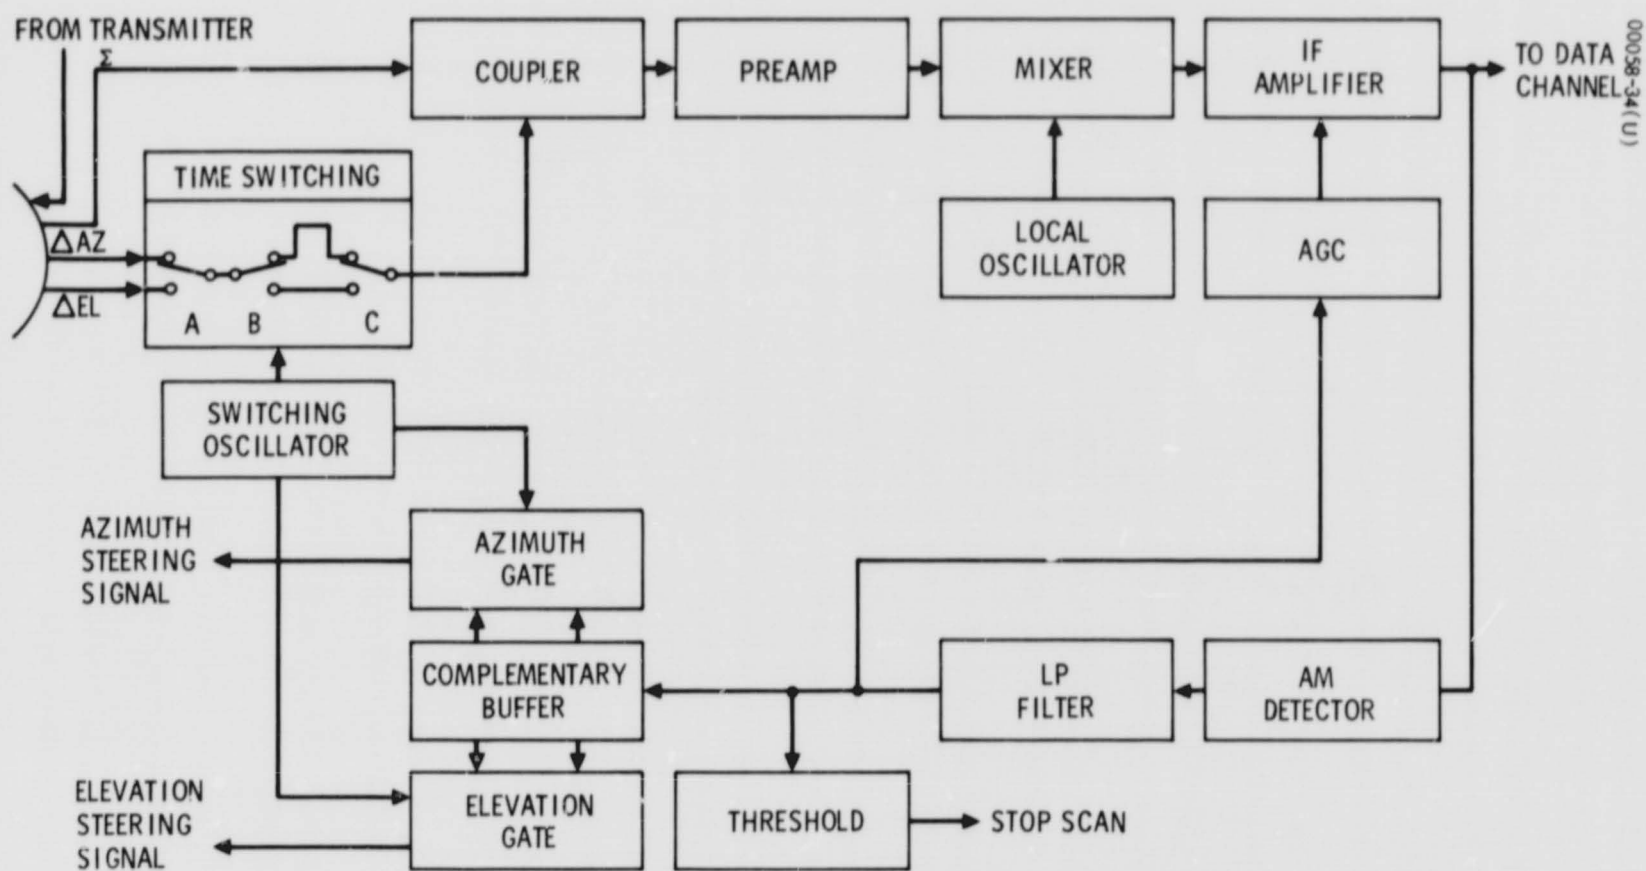 FROM TRANSMITTER
Σ
COUPLER
PREAMP
MIXER
IF
AMPLIFIER
TO DATA
CHANNEL
00058-34(U)
TIME SWITCHING
ΔAZ
ΔEL
A B C
LOCAL
OSCILLATOR
AGC
SWITCHING
OSCILLATOR
AZIMUTH
STEERING
SIGNAL
AZIMUTH
GATE
COMPLEMENTARY
BUFFER
LP
FILTER
AM
DETECTOR
ELEVATION
STEERING
SIGNAL
ELEVATION
GATE
THRESHOLD
STOP SCAN